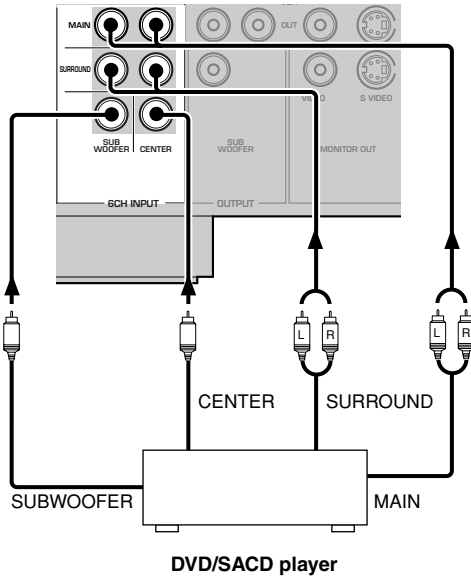 MAIN
OUT
SURROUND
VIDEO
S VIDEO
SUB
WOOFER
CENTER
SUB
WOOFER
MONITOR OUT
6CH INPUT
OUTPUT
L
R
L
R
CENTER
SURROUND
SUBWOOFER
MAIN
DVD/SACD player